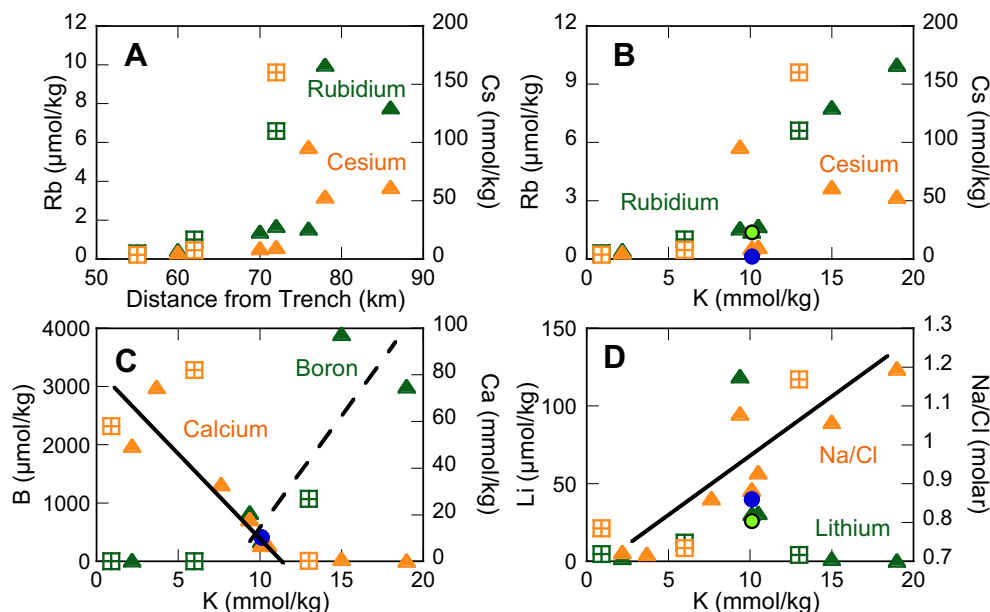 A
Rb (μmol/kg)
12
10
8
6
4
2
0
Rubidium
Cesium
200
150
100
50
0
Cs (nmol/kg)
50 60 70 80 90
Distance from Trench (km)
B
Rb (μmol/kg)
12
9
6
3
0
Rubidium
Cesium
200
150
100
50
0
Cs (nmol/kg)
0 5 10 15 20
K (mmol/kg)
C
B (μmol/kg)
4000
3000
2000
1000
0
Boron
Calcium
100
80
60
40
20
0
Ca (mmol/kg)
0 5 10 15 20
K (mmol/kg)
D
Li (μmol/kg)
150
100
50
0
Na/Cl
Lithium
1.3
1.2
1.1
1
0.9
0.8
0.7
Na/Cl (molar)
0 5 10 15 20
K (mmol/kg)